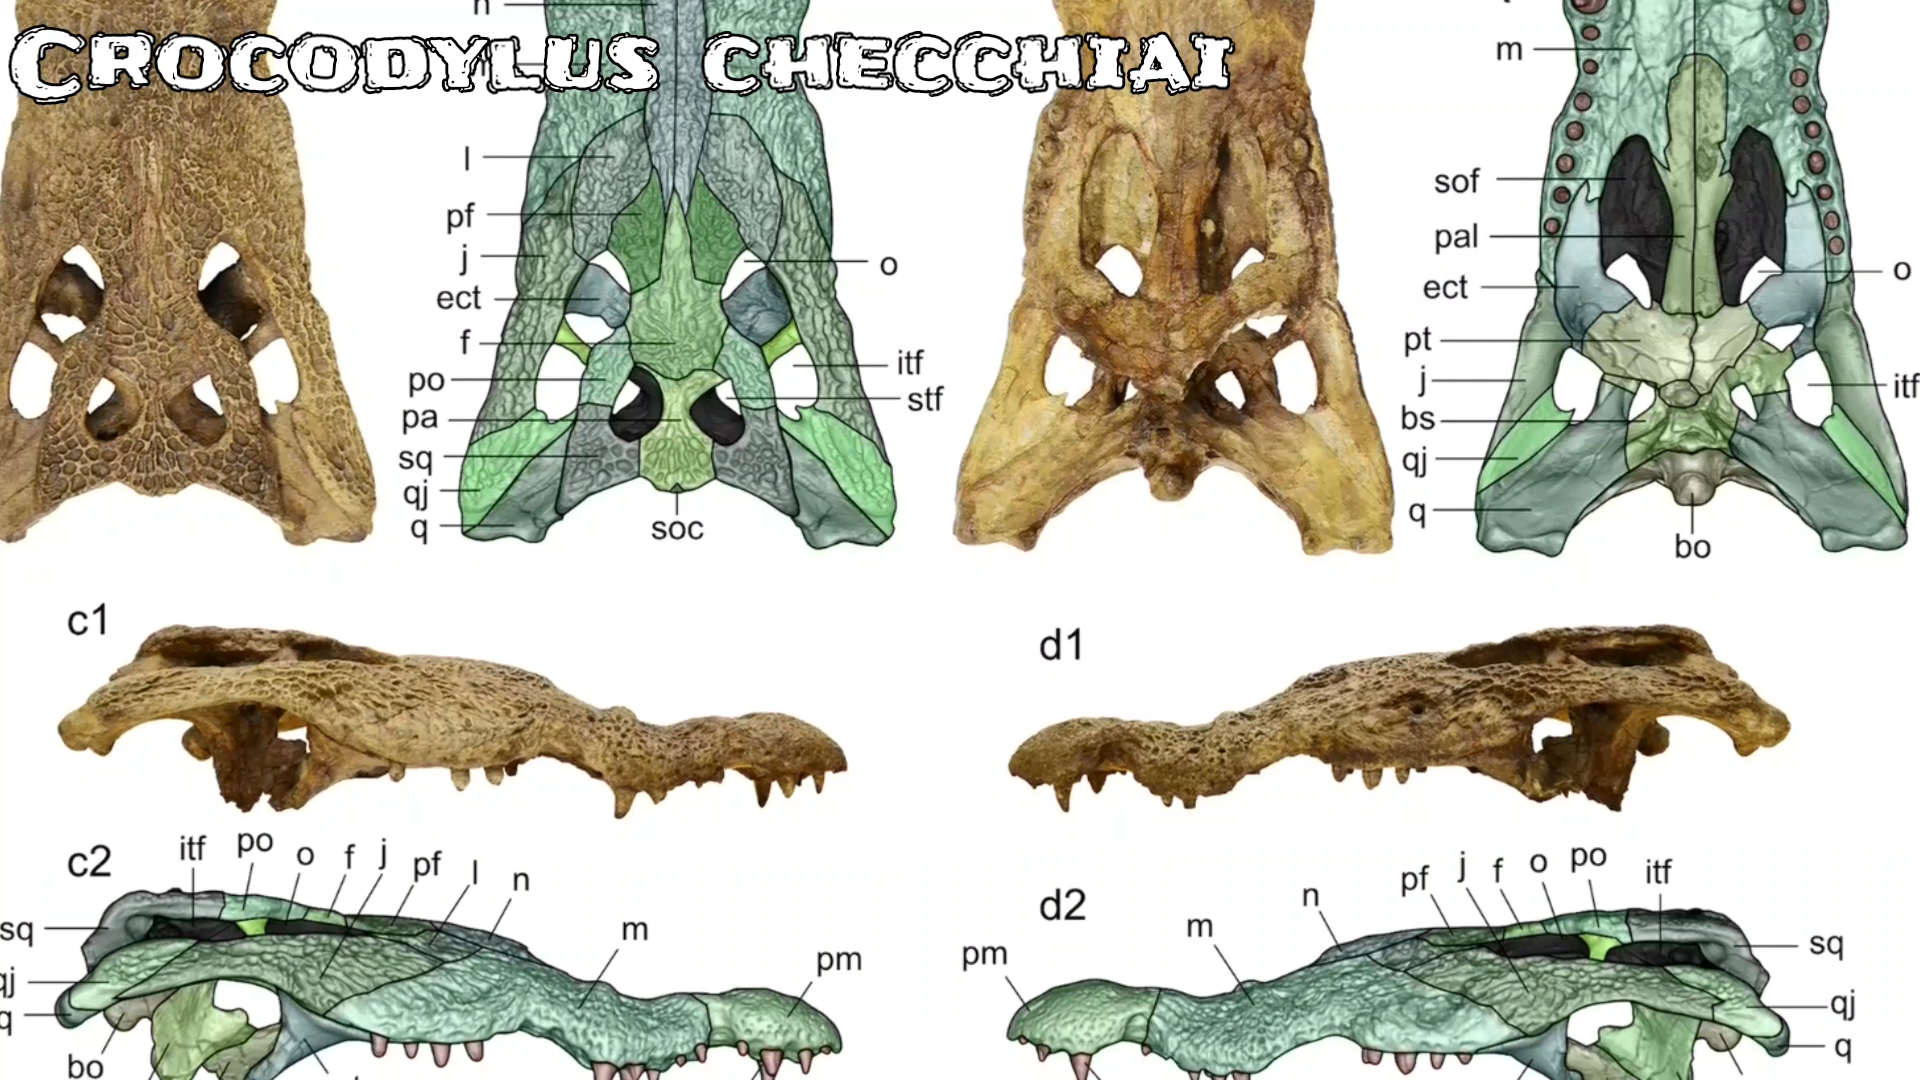 Crocodylus checchiai
n
m
l
pf
j
ect
f
po
pa
sq
qj
q
soc
o
itf
stf
sof
pal
ect
pt
j
bs
qj
q
bo
o
itf
c1
d1
c2
itf
po
o
f
j
pf
l
n
m
pm
sq
qj
q
bo
d2
pm
m
n
pf
j
f
o
po
itf
sq
qj
q